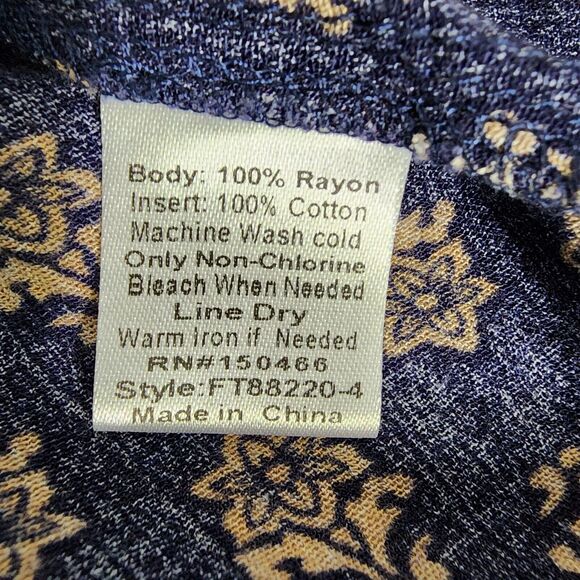 Body: 100% Rayon
Insert: 100% Cotton
Machine Wash cold
Only Non-Chlorine
Bleach When Needed
Line Dry
Warm Iron if Needed
RN#150466
Style:FT88220-4
Made in China